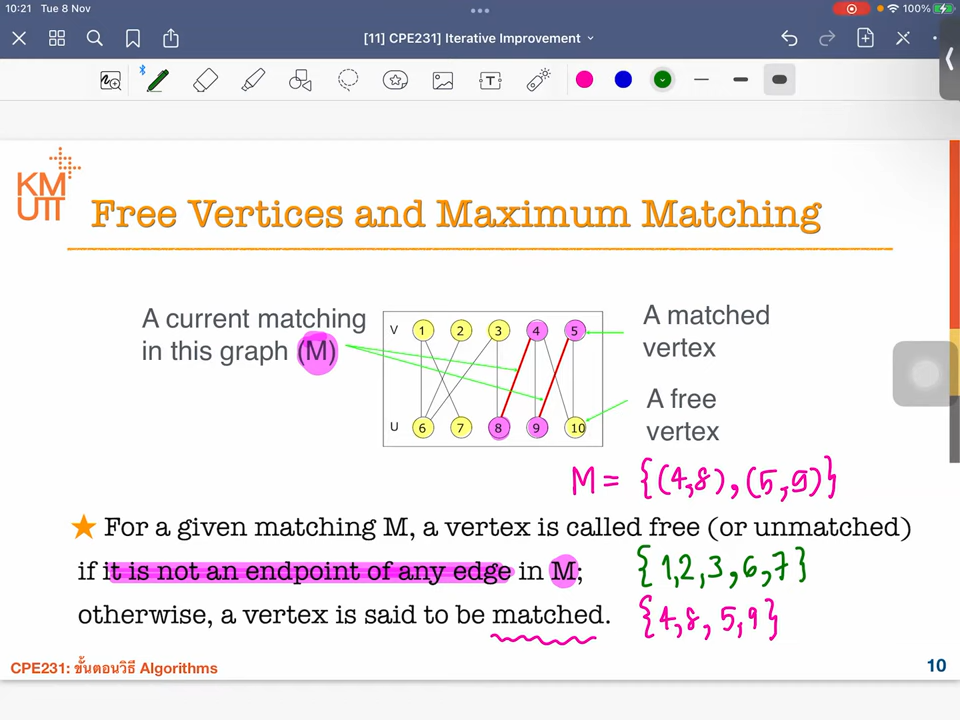 10:21 Tue 8 Nov
100%
[11] CPE231] Iterative Improvement
T
KM
UTT
Free Vertices and Maximum Matching
A current matching
in this graph (M)
V 1 2 3 4 5
U 6 7 8 9 10
A matched
vertex
A free
vertex
M = {(4,8), (5,9)}
★ For a given matching M, a vertex is called free (or unmatched)
if it is not an endpoint of any edge in M;
{1,2,3,6,7}
otherwise, a vertex is said to be matched.
{4,8,5,9}
CPE231: ขั้นตอนวิธี Algorithms
10